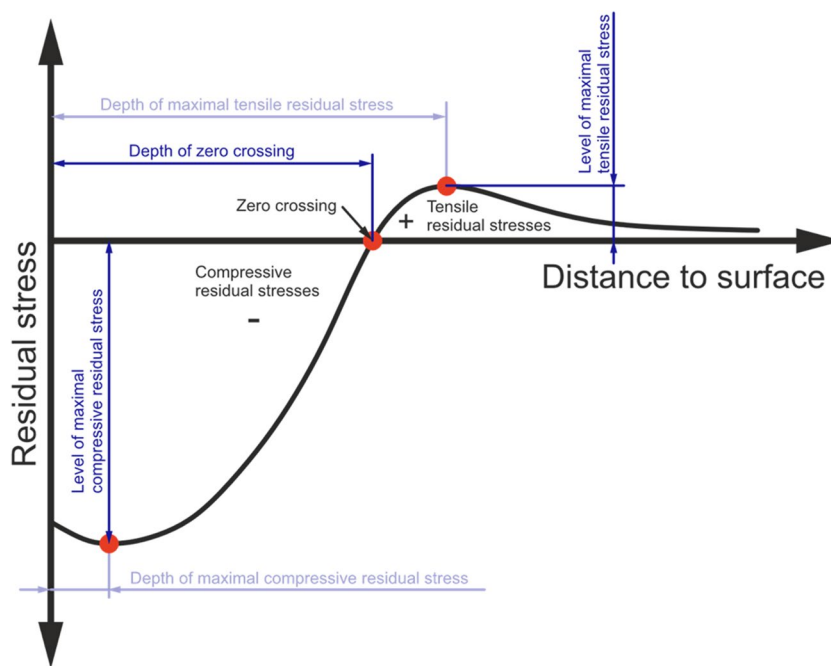 Depth of maximal tensile residual stress
Level of maximal
tensile residual stress
Depth of zero crossing
Zero crossing
+
Tensile
residual stresses
Distance to surface
Compressive
residual stresses
-
Residual stress
Level of maximal
compressive residual stress
Depth of maximal compressive residual stress